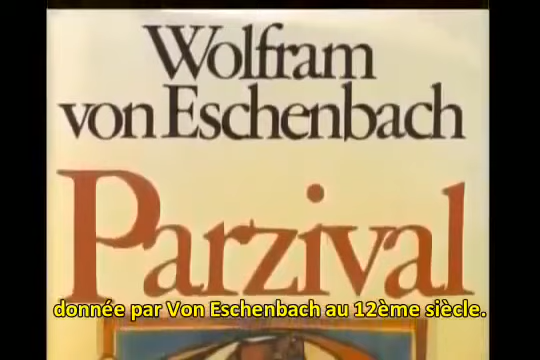 Wolfram
von Eschenbach
Parzival
donnée par Von Eschenbach au 12ème siècle.